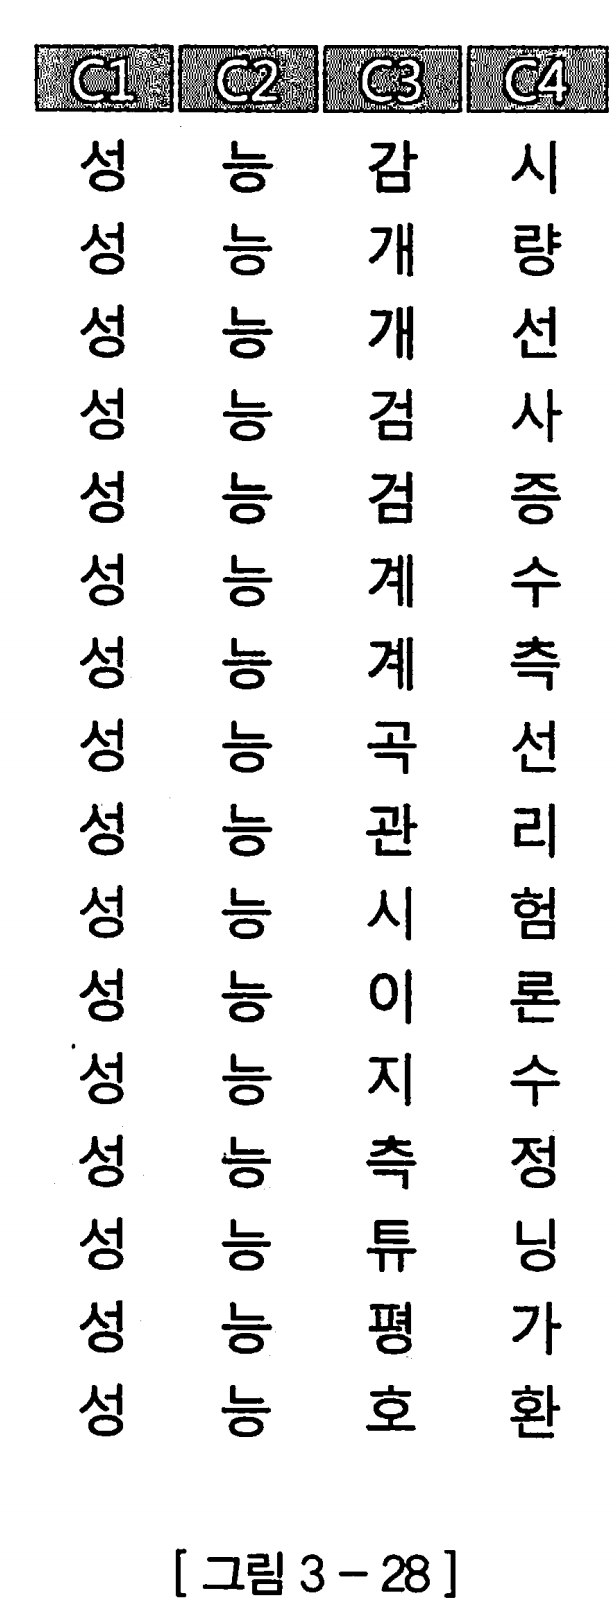 C1 C2 C3 C4
성 능 감 시
성 능 개 량
성 능 개 선
성 능 검 사
성 능 검 증
성 능 계 수
성 능 계 측
성 능 곡 선
성 능 관 리
성 능 시 험
성 능 이 론
성 능 지 수
성 능 측 정
성 능 튜 닝
성 능 평 가
성 능 호 환
[ 그림 3 – 28 ]